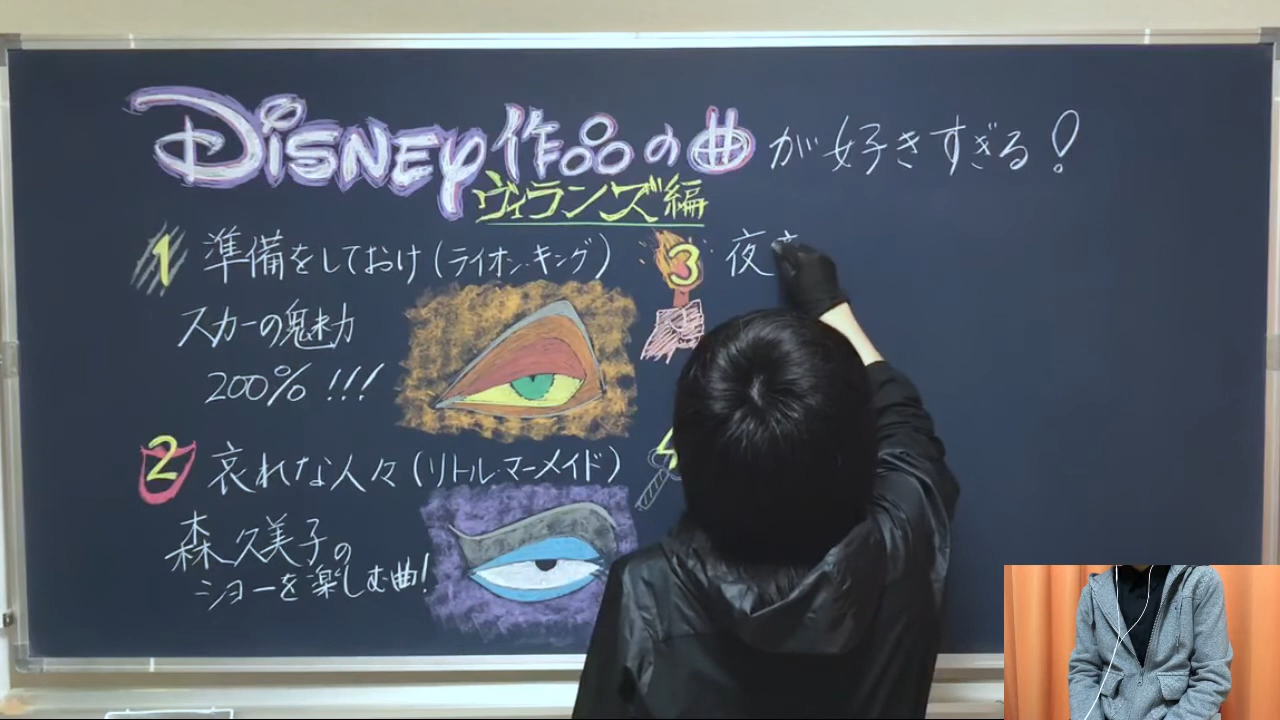 DISNEY作品の曲が好きすぎる!
ヴィランズ編
1 準備をしておけ(ライオン・キング)
スカーの魅力
200% !!!
2 哀れな人々(リトル・マーメイド)
森久美子の
ショーを楽しむ曲!
3 夜